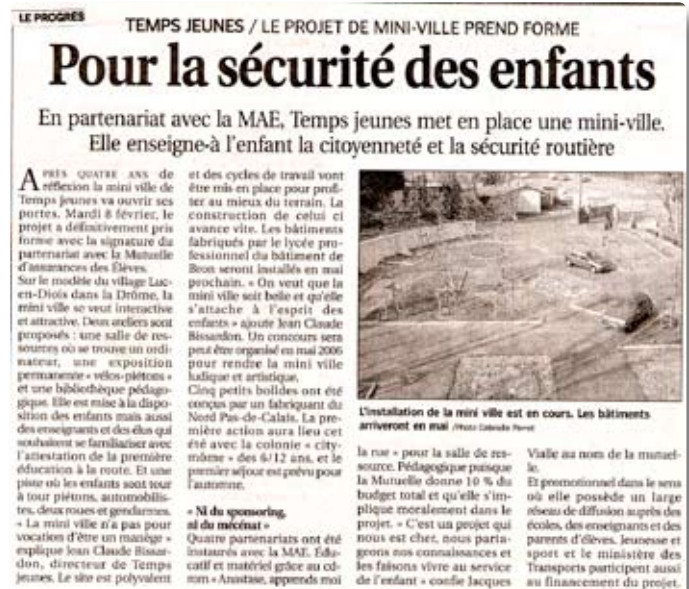 LE PROGRÈS
TEMPS JEUNES / LE PROJET DE MINI-VILLE PREND FORME
Pour la sécurité des enfants
En partenariat avec la MAE, Temps jeunes met en place une mini-ville.
Elle enseigne-à l'enfant la citoyenneté et la sécurité routière
APRÈS QUATRE ANS de
réflexion la mini ville de
Temps jeunes va ouvrir ses
portes. Mardi 8 février, le
projet a définitivement pris
forme avec la signature du
partenariat avec la Mutuelle
d'assurances des Élèves.
Sur le modèle du village Luc-
en-Diois dans la Drôme, la
mini ville se veut interactive
et attractive. Deux ateliers sont
proposés : une salle de res-
sources où se trouve un ordi-
nateur, une exposition
permanente « vélos-piétons »
et une bibliothèque pédago-
gique. Elle est mise à la dispo-
sition des enfants mais aussi
des enseignants et des élus qui
souhaitent se familiariser avec
l'attestation de la première
éducation à la route. Et une
piste où les enfants sont tour
à tour piétons, automobilis-
tes, deux roues et gendarmes.
« La mini ville n'a pas pour
vocation d'être un manège »
explique Jean Claude Bissar-
don, directeur de Temps
jeunes. Le site est polyvalent
et des cycles de travail vont
être mis en place pour profi-
ter au mieux du terrain. La
construction de celui ci
avance vite. Les bâtiments
fabriqués par le lycée pro-
fessionnel du bâtiment de
Bron seront installés en mai
prochain. « On veut que la
mini ville soit belle et qu'elle
s'attache à l'esprit des
enfants » ajoute Jean Claude
Bissardon. Un concours sera
peut être organisé en mai 2006
pour rendre la mini ville
ludique et artistique.
Cinq petits bolides ont été
conçus par un fabriquant du
Nord Pas-de-Calais. La pre-
mière action aura lieu cet
été avec la colonie « city-
môme » des 6/12 ans, et le
premier séjour est prévu pour
l'automne.
« Ni du sponsoring,
ni du mécénat »
Quatre partenariats ont été
instaurés avec la MAE. Édu-
catif et matériel grâce au cd-
rom « Anastase, apprends moi
L'installation de la mini ville est en cours. Les bâtiments
arriveront en mai /Photo
la rue » pour la salle de res-
source. Pédagogique puisque
la Mutuelle donne 10 % du
budget total et qu'elle s'im-
plique moralement dans le
projet. « C'est un projet qui
nous est cher, nous parta-
geons nos connaissances et
les faisons vivre au service
de l'enfant » confie Jacques
Vialle au nom de la mutuel-
le.
Et promotionnel dans le sens
où elle possède un large
réseau de diffusion auprès des
écoles, des enseignants et des
parents d'élèves. Jeunesse et
sport et le ministère des
Transports participent aussi
au financement du projet.